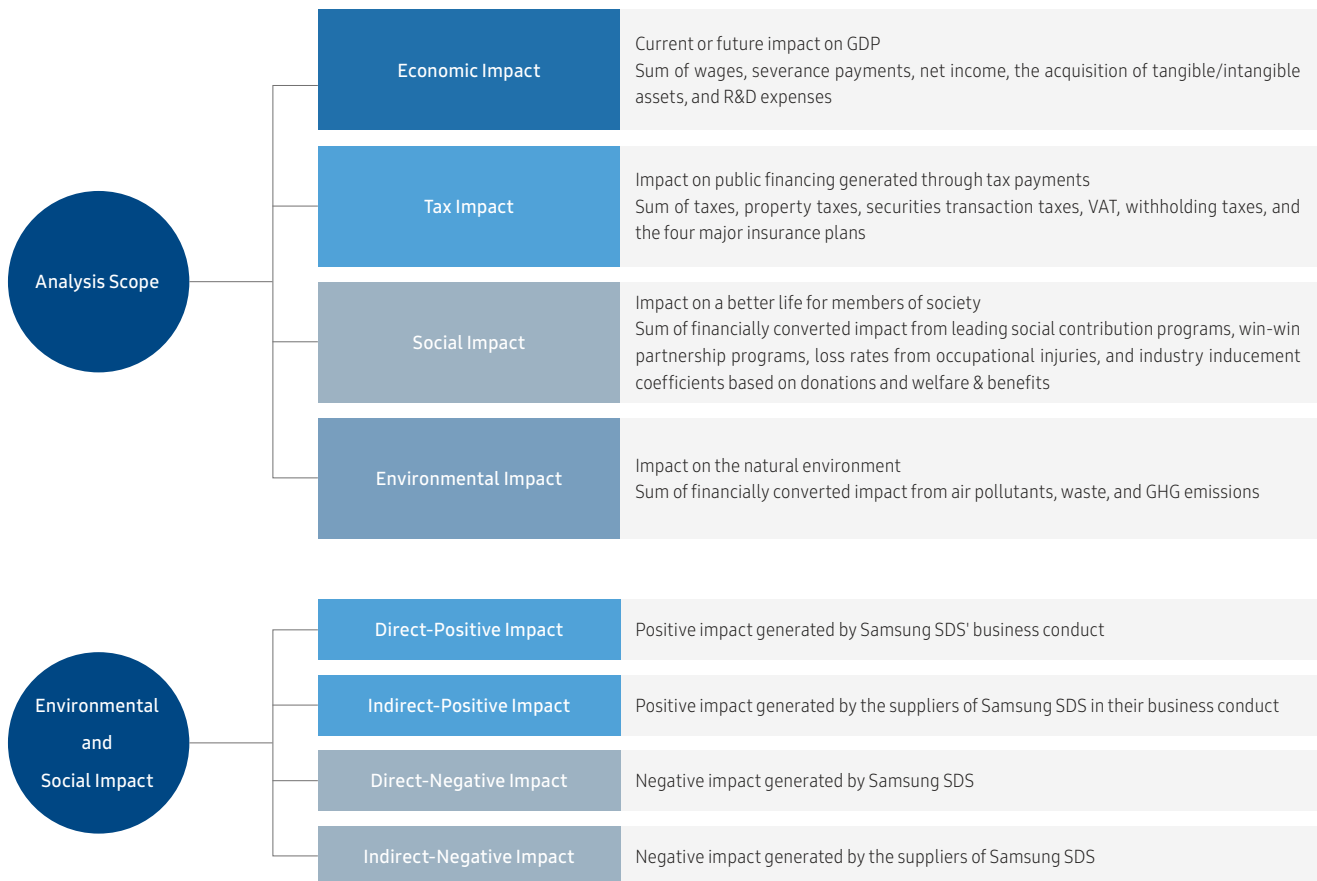 Analysis Scope
Economic Impact
Current or future impact on GDP
Sum of wages, severance payments, net income, the acquisition of tangible/intangible
assets, and R&D expenses
Tax Impact
Impact on public financing generated through tax payments
Sum of taxes, property taxes, securities transaction taxes, VAT, withholding taxes, and
the four major insurance plans
Social Impact
Impact on a better life for members of society
Sum of financially converted impact from leading social contribution programs, win-win
partnership programs, loss rates from occupational injuries, and industry inducement
coefficients based on donations and welfare & benefits
Environmental Impact
Impact on the natural environment
Sum of financially converted impact from air pollutants, waste, and GHG emissions
Environmental
and
Social Impact
Direct-Positive Impact
Positive impact generated by Samsung SDS' business conduct
Indirect-Positive Impact
Positive impact generated by the suppliers of Samsung SDS in their business conduct
Direct-Negative Impact
Negative impact generated by Samsung SDS
Indirect-Negative Impact
Negative impact generated by the suppliers of Samsung SDS